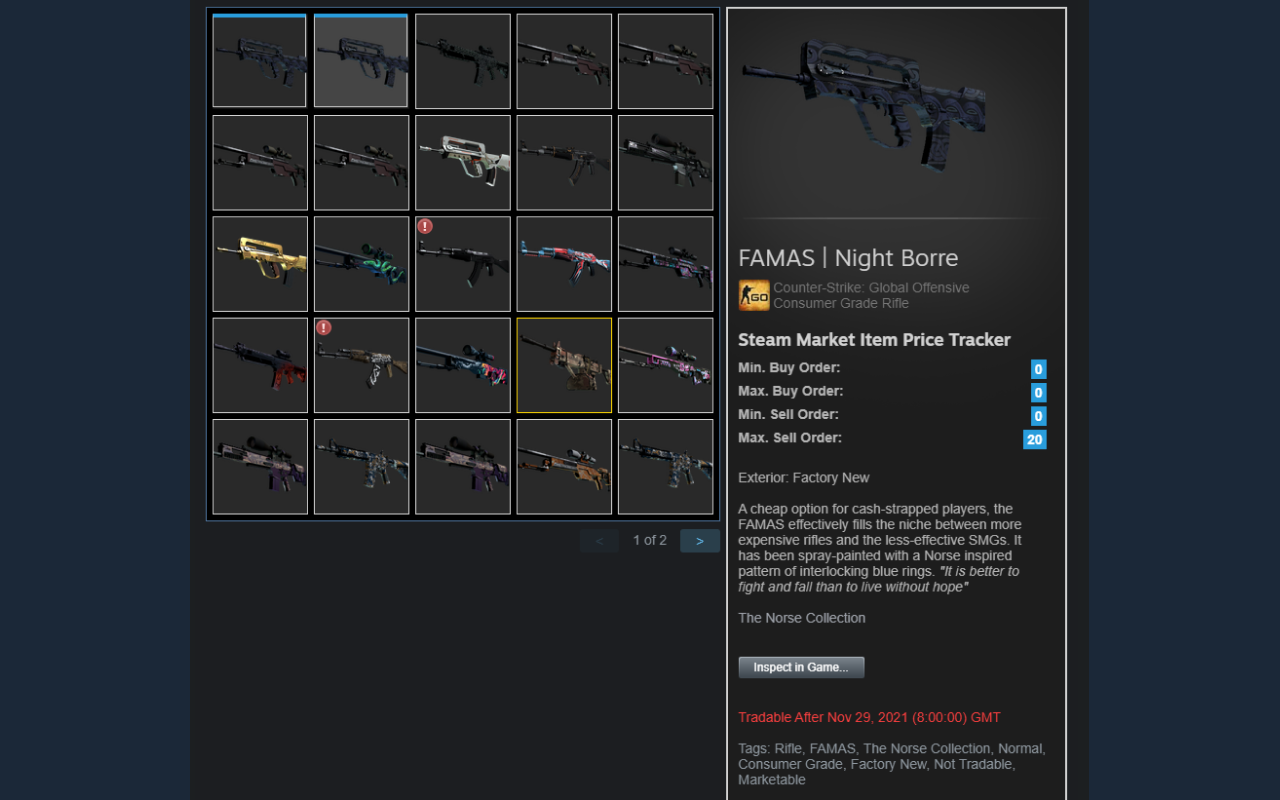 !
!
<
1 of 2
>
FAMAS | Night Borre
GO
Counter-Strike: Global Offensive
Consumer Grade Rifle
Steam Market Item Price Tracker
Min. Buy Order: 0
Max. Buy Order: 0
Min. Sell Order: 0
Max. Sell Order: 20
Exterior: Factory New
A cheap option for cash-strapped players, the
FAMAS effectively fills the niche between more
expensive rifles and the less-effective SMGs. It
has been spray-painted with a Norse inspired
pattern of interlocking blue rings. "It is better to
fight and fall than to live without hope"
The Norse Collection
Inspect in Game...
Tradable After Nov 29, 2021 (8:00:00) GMT
Tags: Rifle, FAMAS, The Norse Collection, Normal,
Consumer Grade, Factory New, Not Tradable,
Marketable